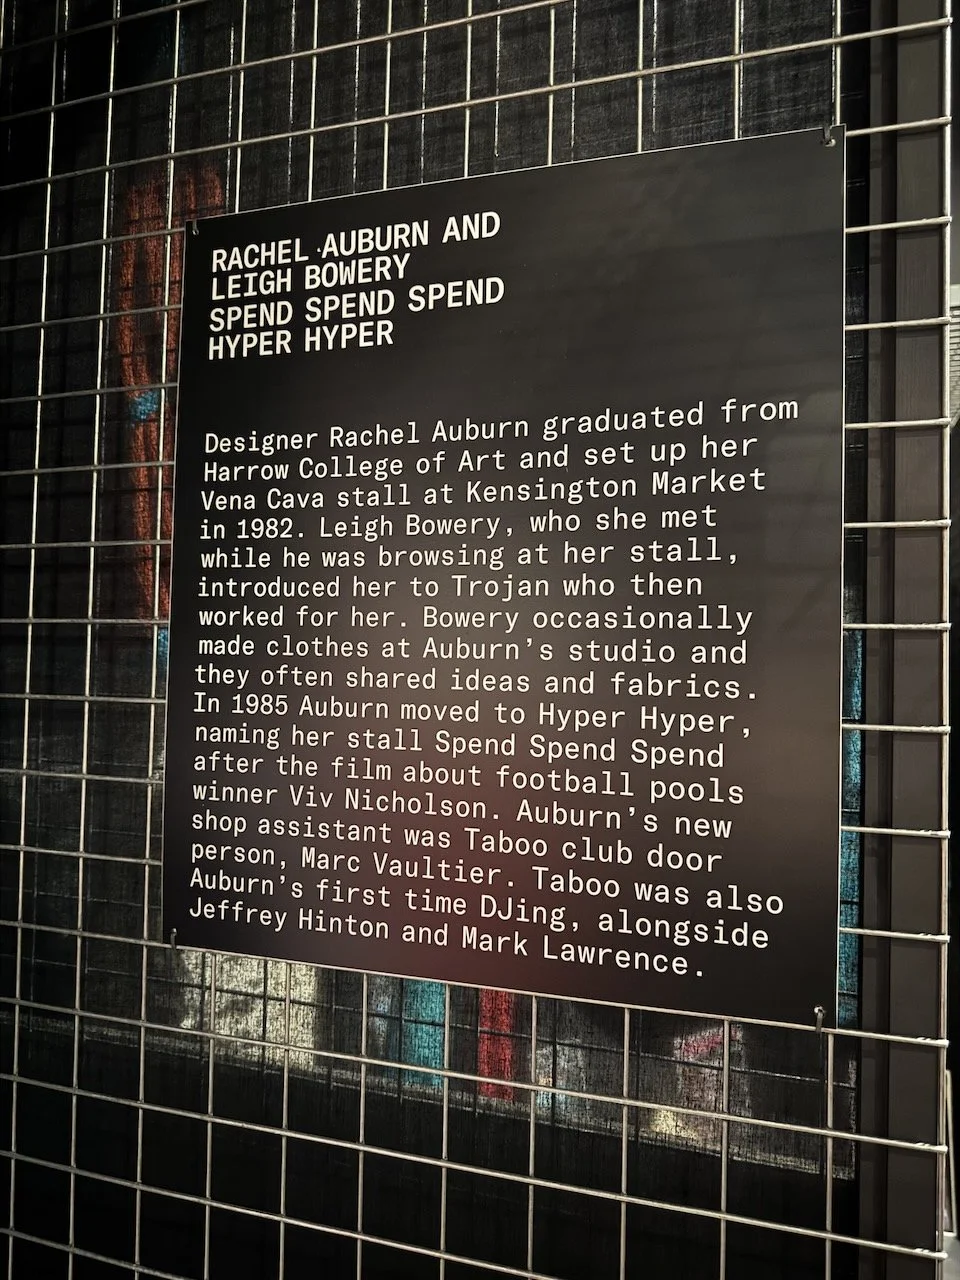 RACHEL AUBURN AND
LEIGH BOWERY
SPEND SPEND SPEND
HYPER HYPER
Designer Rachel Auburn graduated from
Harrow College of Art and set up her
Vena Cava stall at Kensington Market
in 1982. Leigh Bowery, who she met
while he was browsing at her stall,
introduced her to Trojan who then
worked for her. Bowery occasionally
made clothes at Auburn’s studio and
they often shared ideas and fabrics.
In 1985 Auburn moved to Hyper Hyper,
naming her stall Spend Spend Spend
after the film about football pools
winner Viv Nicholson. Auburn’s new
shop assistant was Taboo club door
person, Marc Vaultier. Taboo was also
Auburn’s first time DJing, alongside
Jeffrey Hinton and Mark Lawrence.